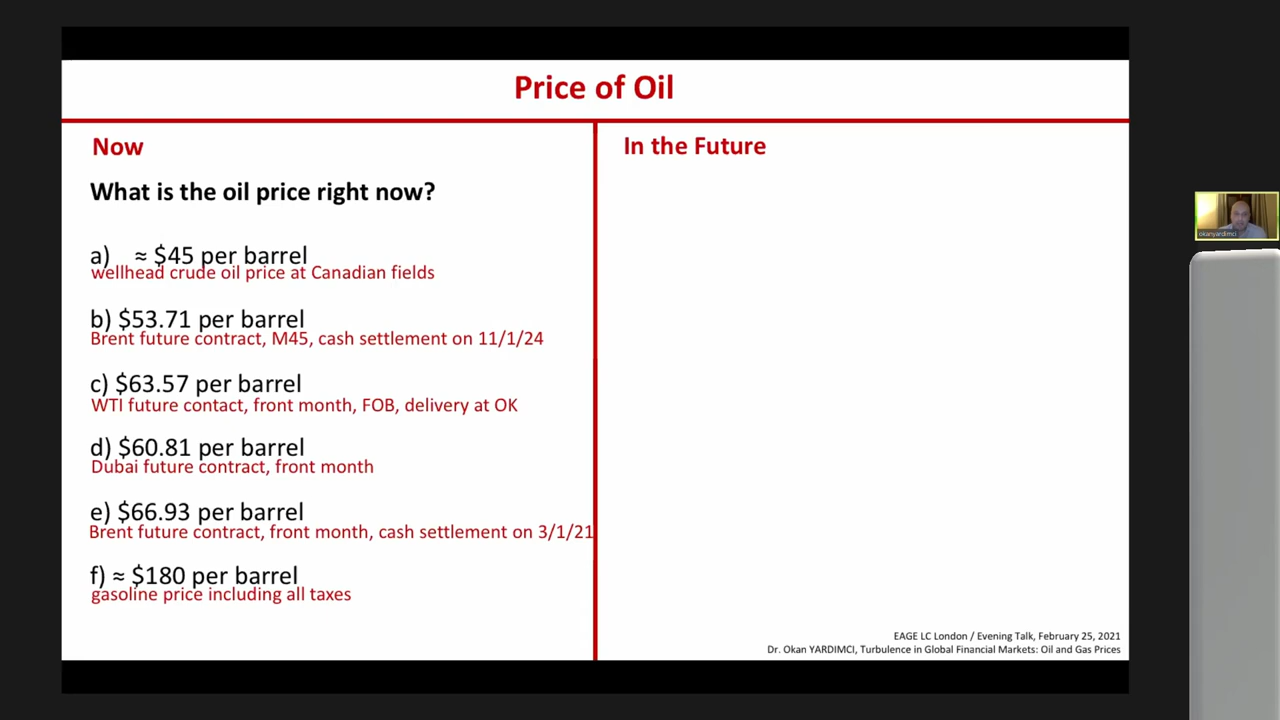 Price of Oil
Now
What is the oil price right now?
a) ≈ $45 per barrel
wellhead crude oil price at Canadian fields
b) $53.71 per barrel
Brent future contract, M45, cash settlement on 11/1/24
c) $63.57 per barrel
WTI future contact, front month, FOB, delivery at OK
d) $60.81 per barrel
Dubai future contract, front month
e) $66.93 per barrel
Brent future contract, front month, cash settlement on 3/1/21
f) ≈ $180 per barrel
gasoline price including all taxes
In the Future
EAGE LC London / Evening Talk, February 25, 2021
Dr. Okan YARDIMCI, Turbulence in Global Financial Markets: Oil and Gas Prices
okanyardimci